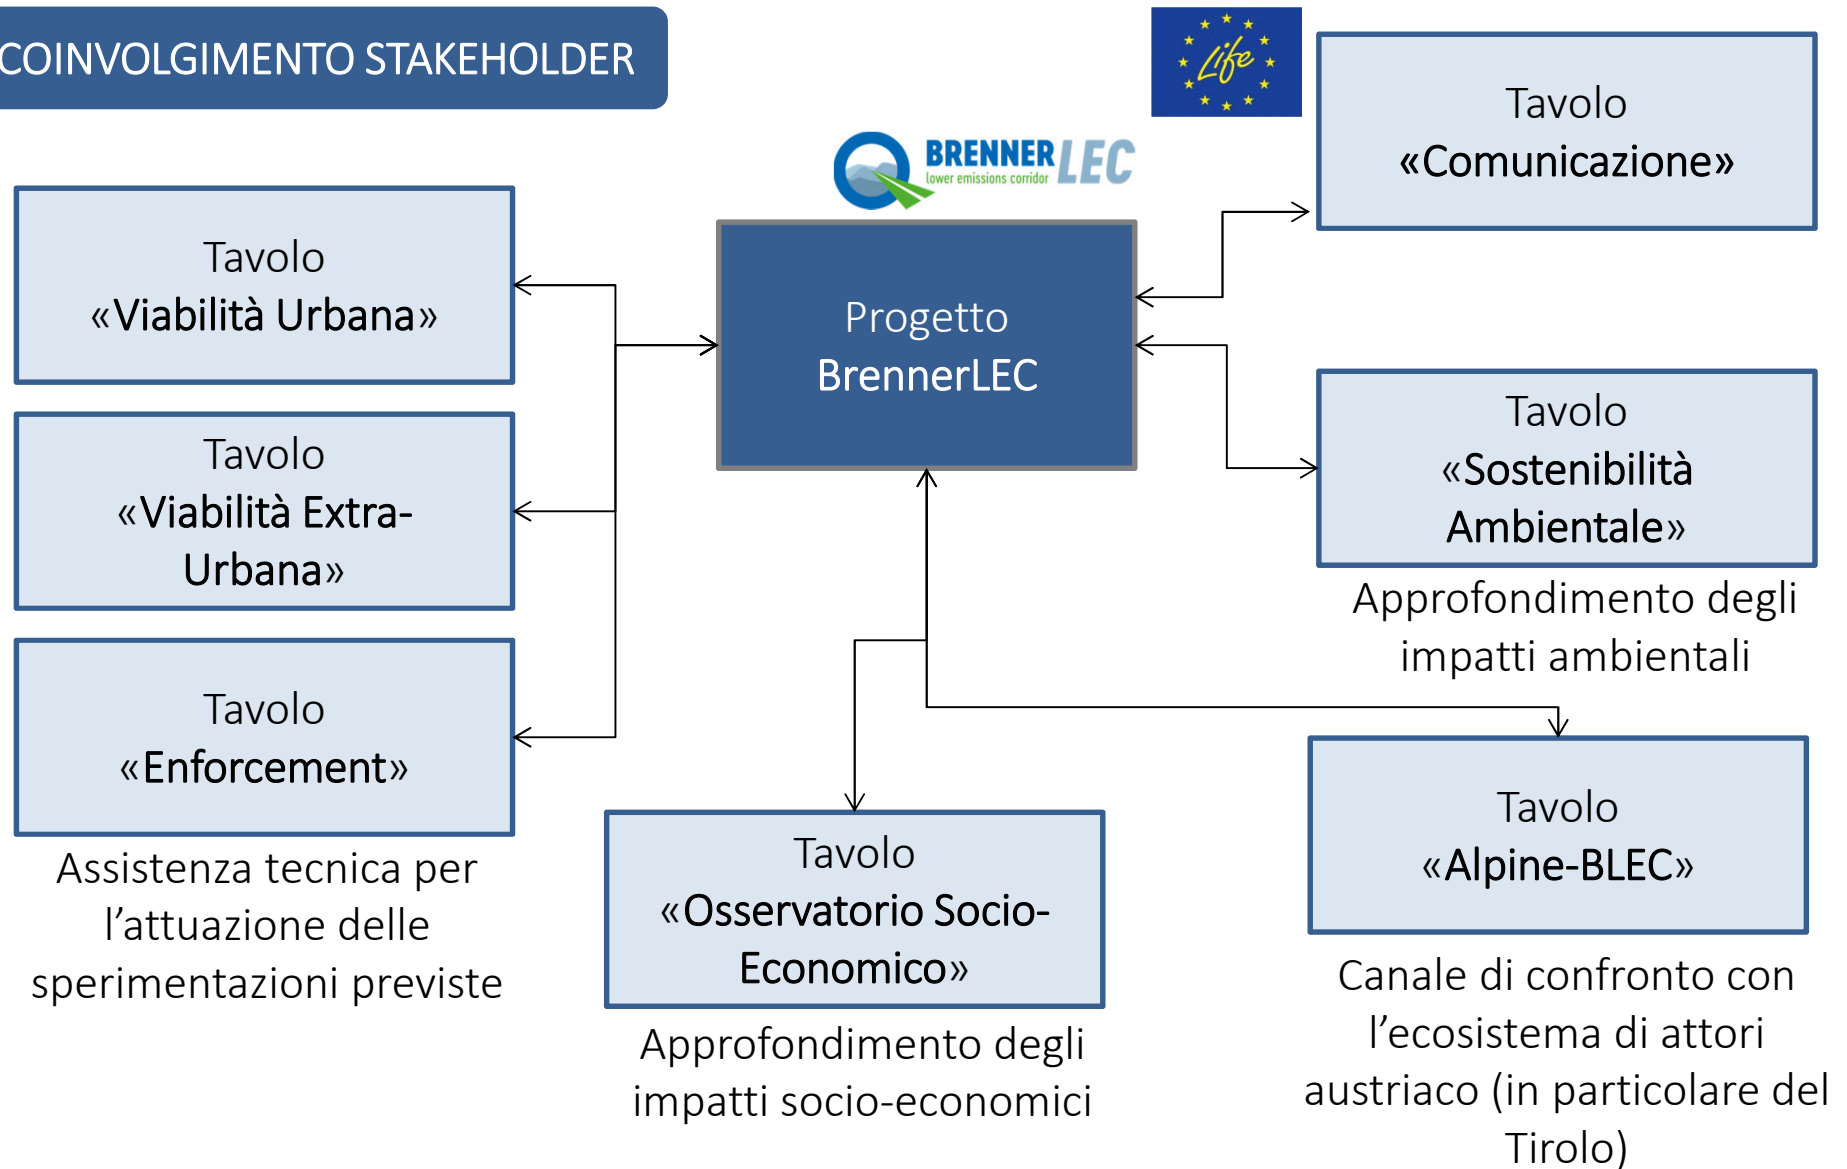 COINVOLGIMENTO STAKEHOLDER
Life
BRENNER LEC
lower emissions corridor
Tavolo
«Comunicazione»
Tavolo
«Viabilità Urbana»
Progetto
BrennerLEC
Tavolo
«Sostenibilità
Ambientale»
Approfondimento degli
impatti ambientali
Tavolo
«Viabilità Extra-
Urbana»
Tavolo
«Enforcement»
Assistenza tecnica per
l’attuazione delle
sperimentazioni previste
Tavolo
«Osservatorio Socio-
Economico»
Approfondimento degli
impatti socio-economici
Tavolo
«Alpine-BLEC»
Canale di confronto con
l’ecosistema di attori
austriaco (in particolare del
Tirolo)